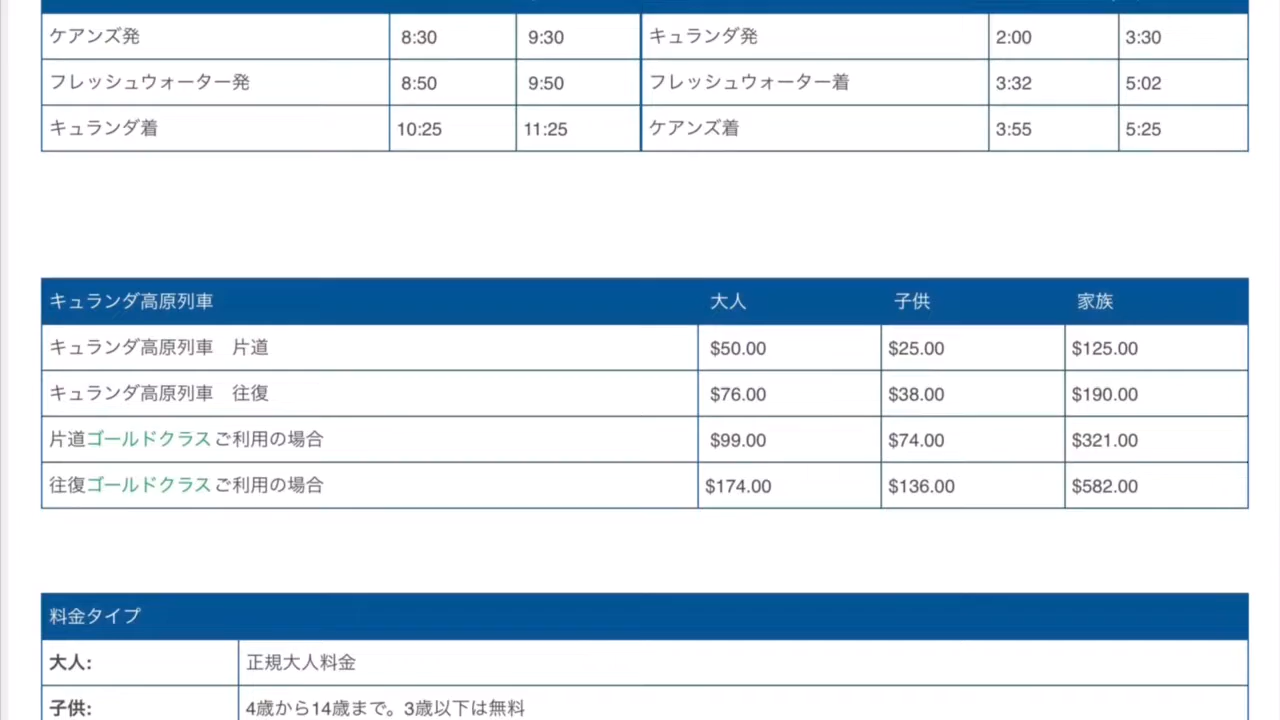 ケアンズ発 8:30 9:30 キュランダ発 2:00 3:30
フレッシュウォーター発 8:50 9:50 フレッシュウォーター着 3:32 5:02
キュランダ着 10:25 11:25 ケアンズ着 3:55 5:25
キュランダ高原列車 大人 子供 家族
キュランダ高原列車　片道 $50.00 $25.00 $125.00
キュランダ高原列車　往復 $76.00 $38.00 $190.00
片道ゴールドクラスご利用の場合 $99.00 $74.00 $321.00
往復ゴールドクラスご利用の場合 $174.00 $136.00 $582.00
料金タイプ
大人: 正規大人料金
子供: 4歳から14歳まで。3歳以下は無料